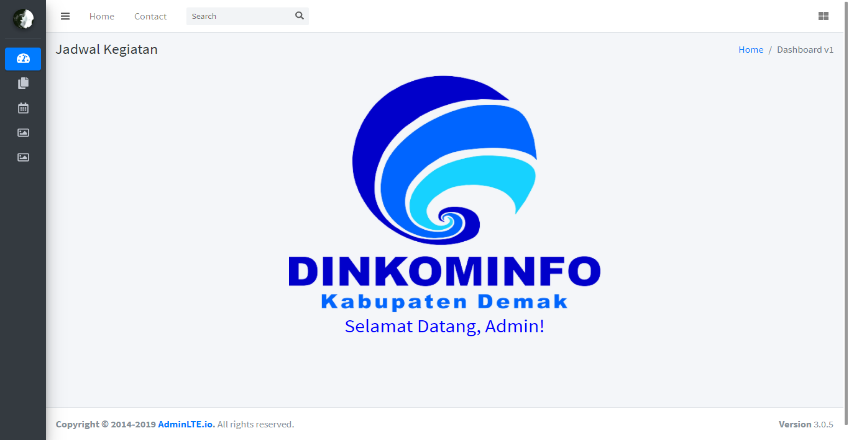 Home Contact Search
Jadwal Kegiatan
Home / Dashboard v1
DINKOMINFO
Kabupaten Demak
Selamat Datang, Admin!
Copyright © 2014-2019 AdminLTE.io. All rights reserved.
Version 3.0.5